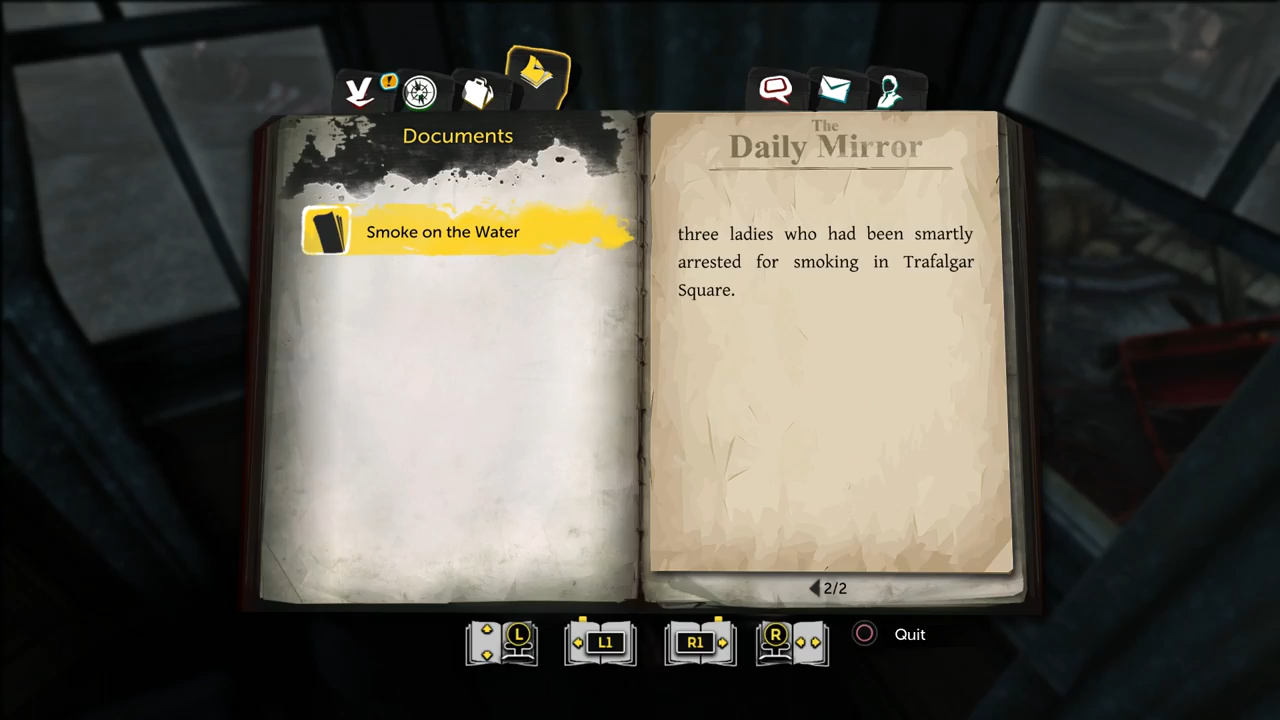 Documents
Smoke on the Water
The
Daily Mirror
three ladies who had been smartly
arrested for smoking in Trafalgar
Square.
2/2
L
L1
R1
R
Quit